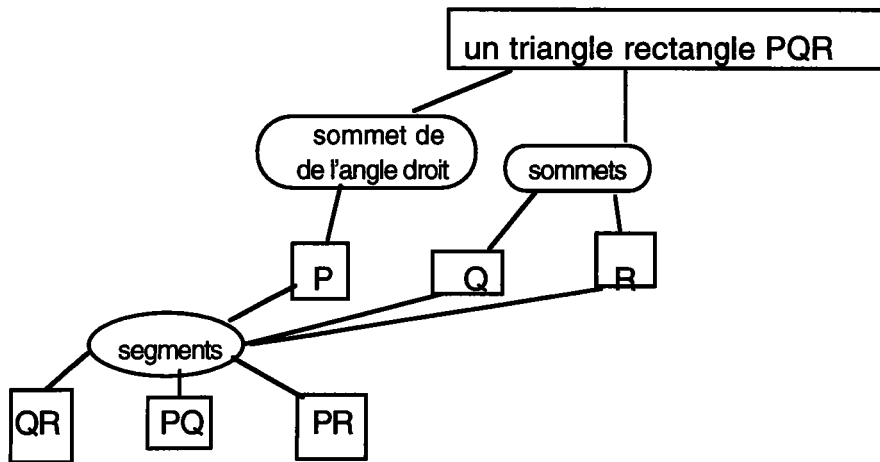 un triangle rectangle PQR
sommet de
de l'angle droit
sommets
P
Q
R
segments
QR
PQ
PR